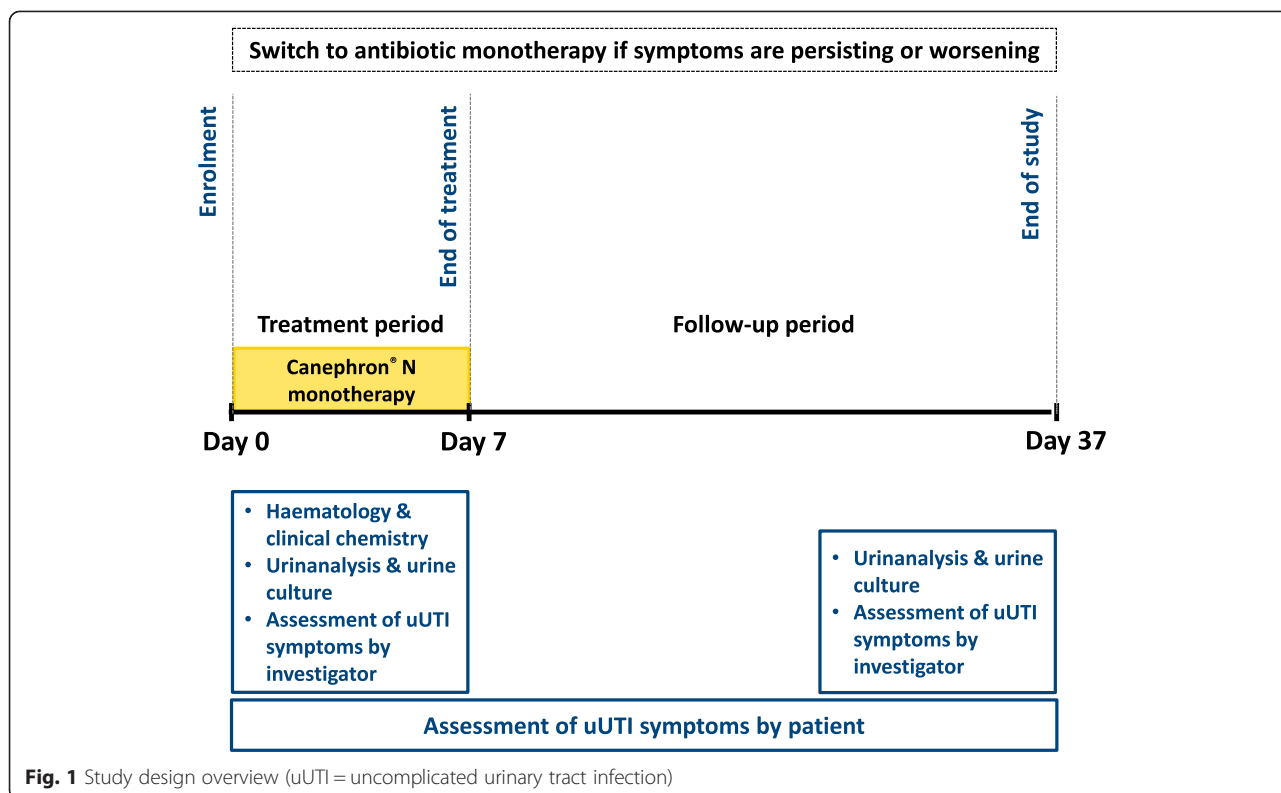 Switch to antibiotic monotherapy if symptoms are persisting or worsening
Enrolment
End of treatment
End of study
Treatment period
Follow-up period
Canephron® N
monotherapy
Day 0
Day 7
Day 37
• Haematology &
clinical chemistry
• Urinanalysis & urine
culture
• Assessment of uUTI
symptoms by
investigator
• Urinanalysis & urine
culture
• Assessment of uUTI
symptoms by
investigator
Assessment of uUTI symptoms by patient
Fig. 1 Study design overview (uUTI = uncomplicated urinary tract infection)